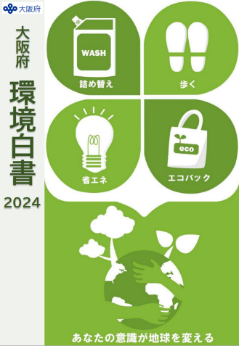 大阪府
大阪府
環境白書
2024
WASH
詰め替え
歩く
省エネ
eco
エコバック
あなたの意識が地球を変える